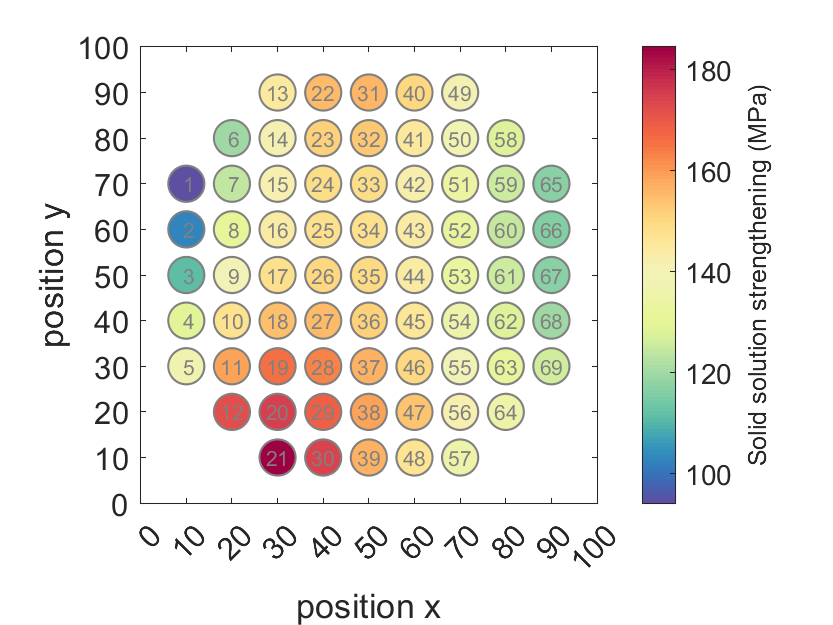 100
180
90
13 22 31 40 49
80
6 14 23 32 41 50 58
70
1 7 15 24 33 42 51 59 65
160
60
2 8 16 25 34 43 52 60 66
50
3 9 17 26 35 44 53 61 67
140
40
4 10 18 27 36 45 54 62 68
30
5 11 19 28 37 46 55 63 69
120
20
12 20 29 38 47 56 64
10
21 30 39 48 57
100
0
0 10 20 30 40 50 60 70 80 90 100
position x
position y
Solid solution strengthening (MPa)